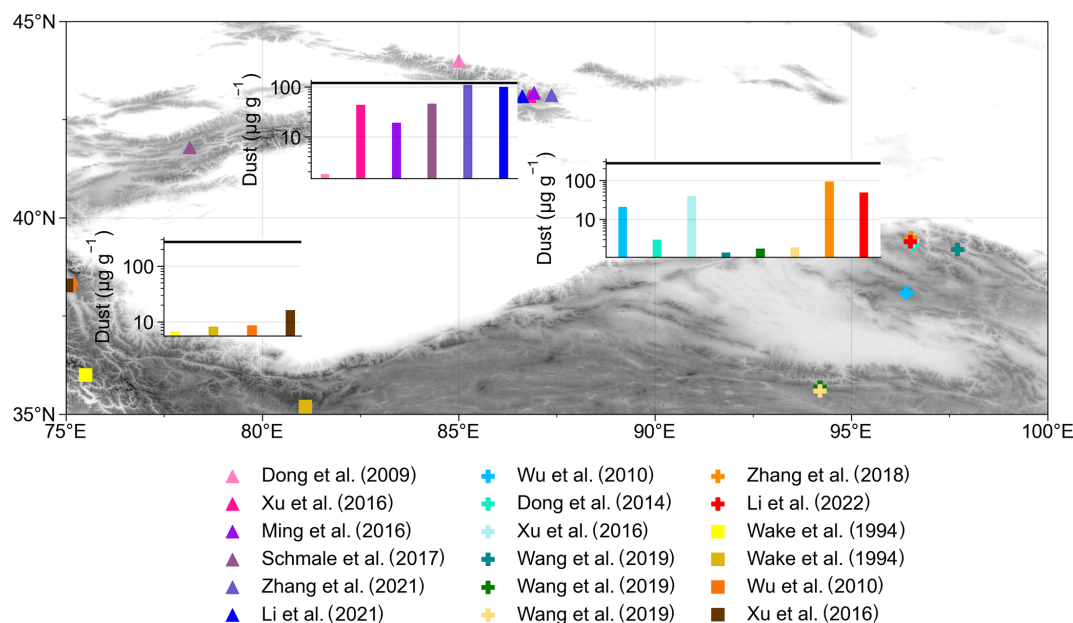 45°N
40°N
35°N
75°E 80°E 85°E 90°E 95°E 100°E
Dust (µg g⁻¹)
100
10
Dust (µg g⁻¹)
100
10
Dust (µg g⁻¹)
100
10
Dong et al. (2009)
Xu et al. (2016)
Ming et al. (2016)
Schmale et al. (2017)
Zhang et al. (2021)
Li et al. (2021)
Wu et al. (2010)
Dong et al. (2014)
Xu et al. (2016)
Wang et al. (2019)
Wang et al. (2019)
Wang et al. (2019)
Zhang et al. (2018)
Li et al. (2022)
Wake et al. (1994)
Wake et al. (1994)
Wu et al. (2010)
Xu et al. (2016)